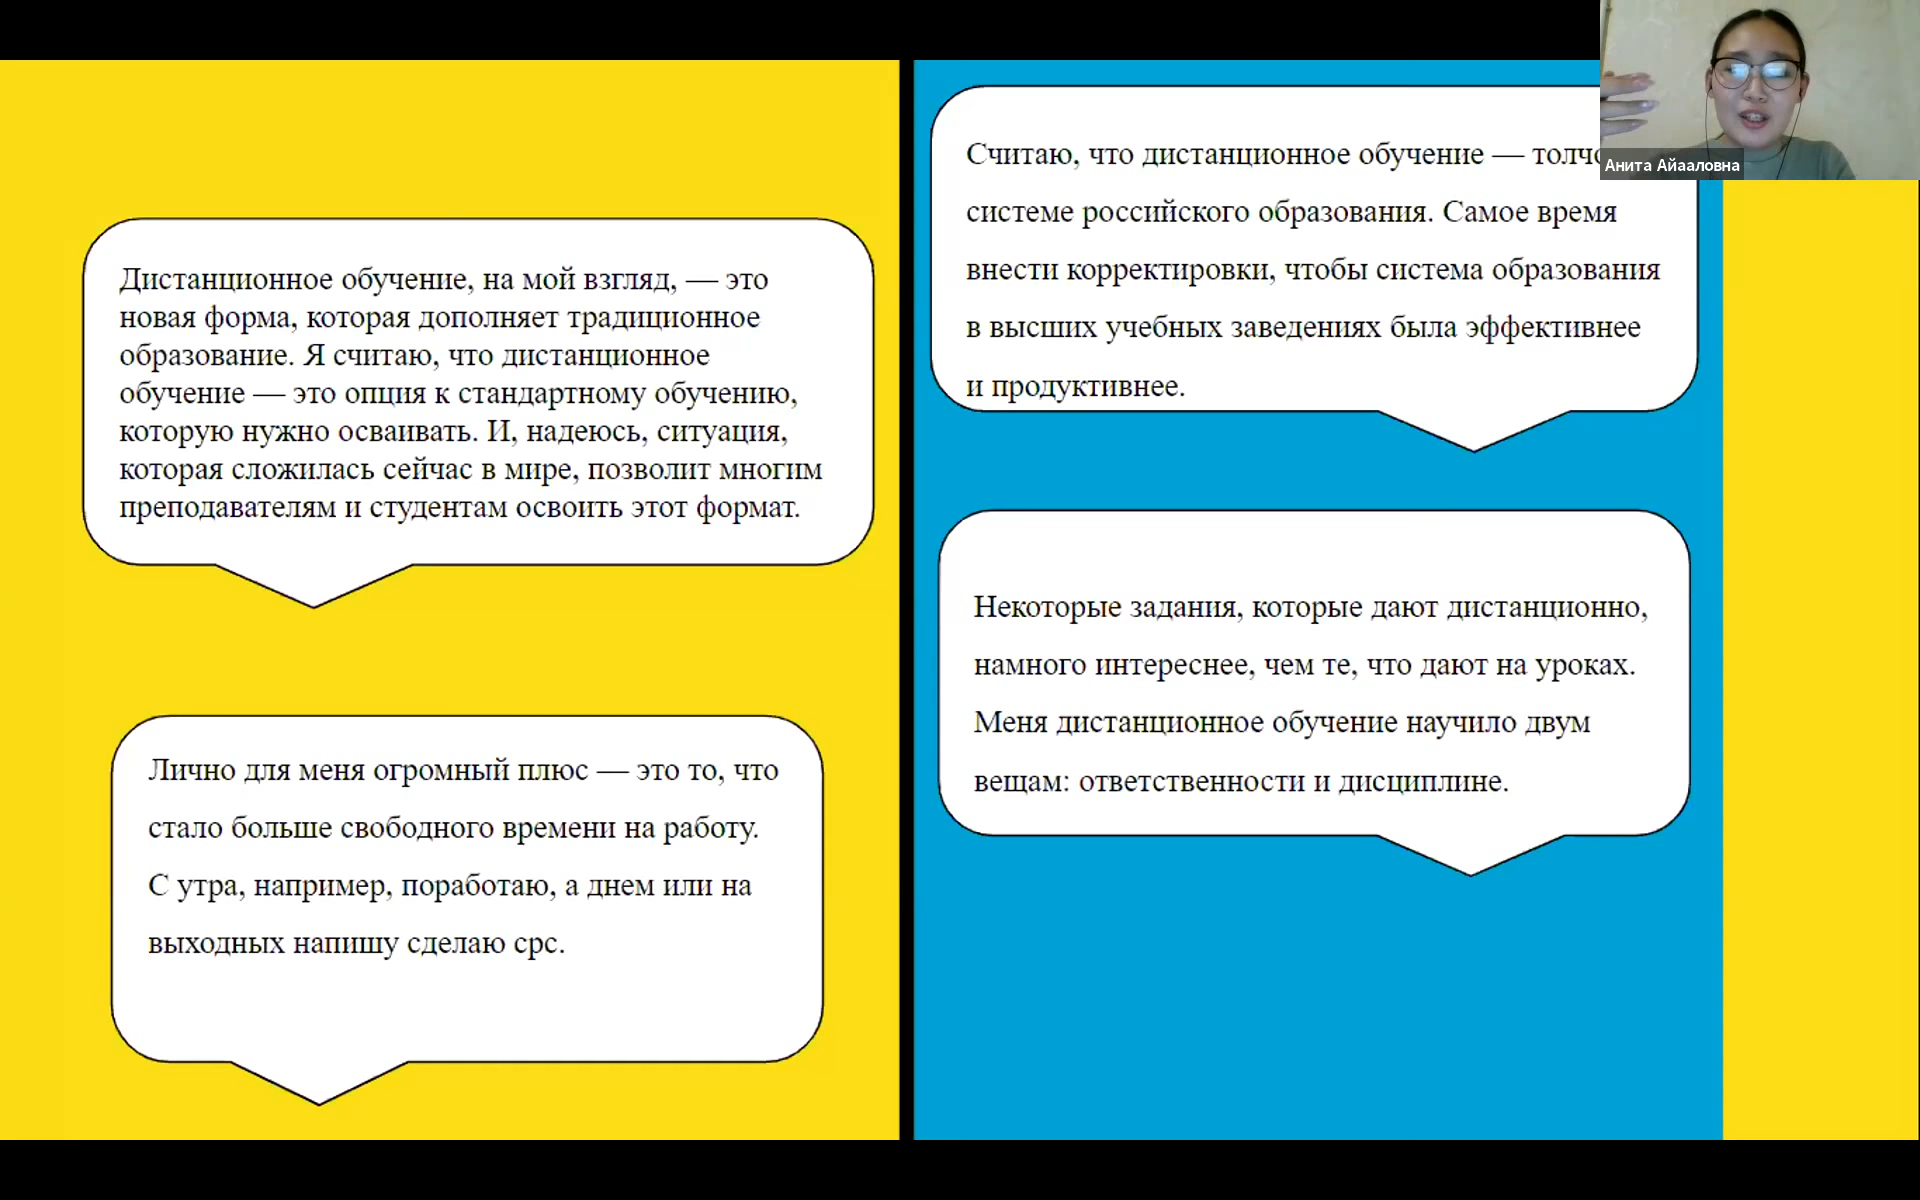 Дистанционное обучение, на мой взгляд, — это
новая форма, которая дополняет традиционное
образование. Я считаю, что дистанционное
обучение — это опция к стандартному обучению,
которую нужно осваивать. И, надеюсь, ситуация,
которая сложилась сейчас в мире, позволит многим
преподавателям и студентам освоить этот формат.
Лично для меня огромный плюс — это то, что
стало больше свободного времени на работу.
С утра, например, поработаю, а днем или на
выходных напишу сделаю срс.
Считаю, что дистанционное обучение —
системе российского образования. Самое время
внести корректировки, чтобы система образования
в высших учебных заведениях была эффективнее
и продуктивнее.
Некоторые задания, которые дают дистанционно,
намного интереснее, чем те, что дают на уроках.
Меня дистанционное обучение научило двум
вещам: ответственности и дисциплине.
Анита Айааловна